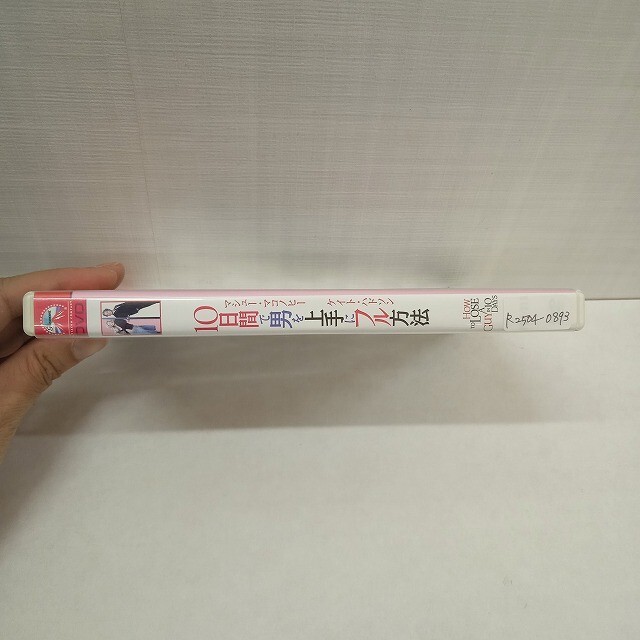 DVD
マシュー・マコノヒー ケイト・ハドソン
10日間で男を上手にフル方法
HOW
TO LOSE
A GUY IN 10
DAYS
R2504-0893